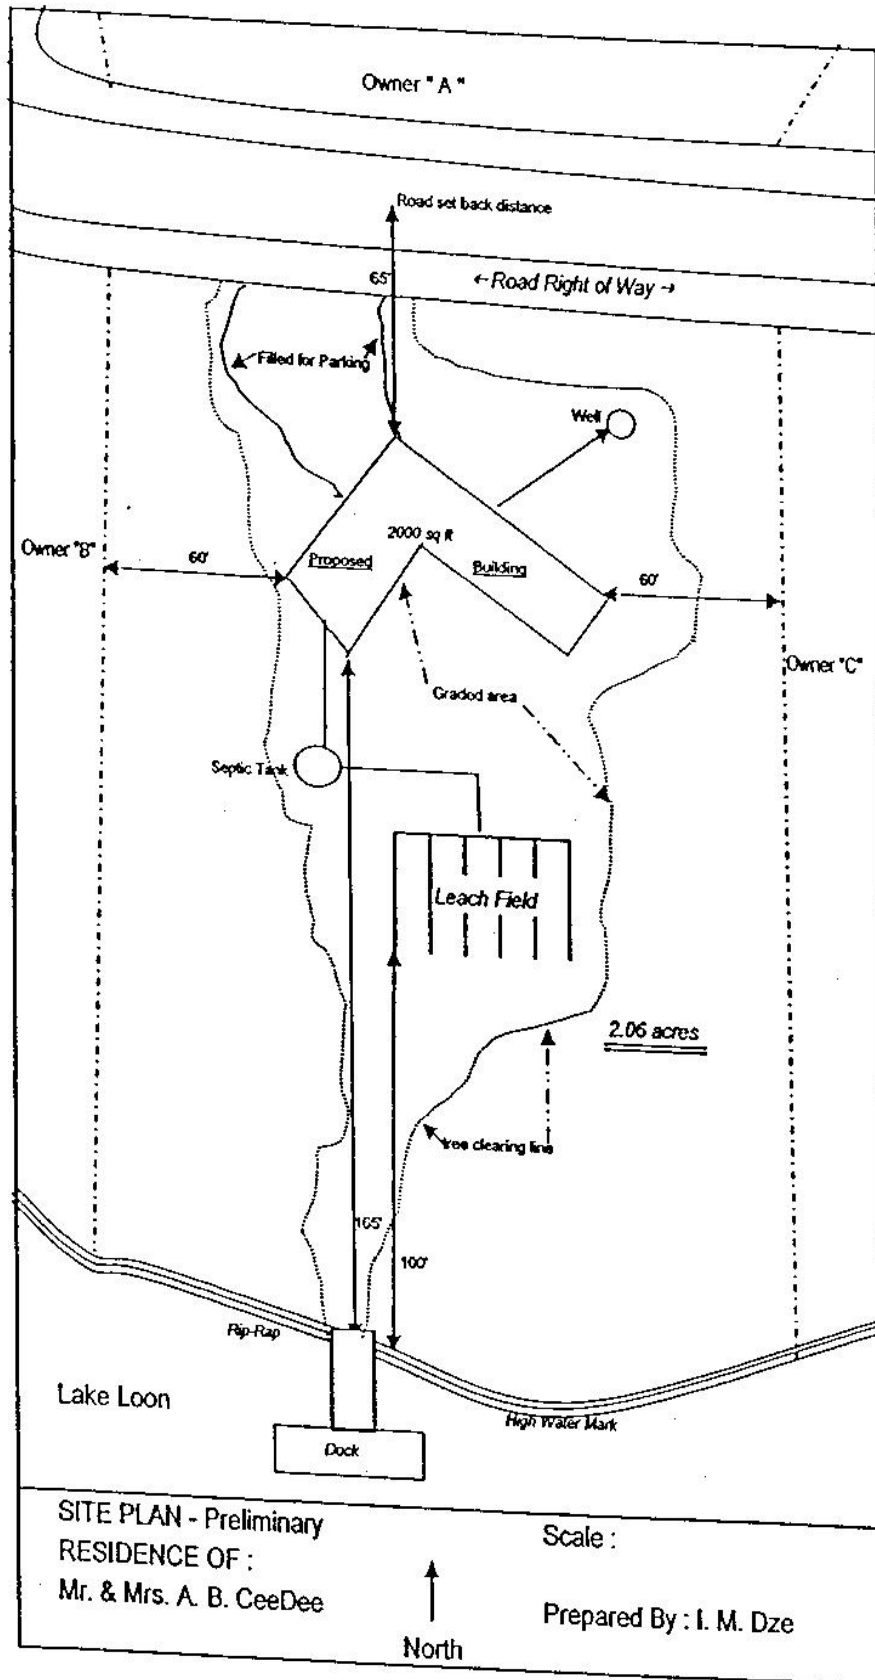 Owner " A "
Road set back distance
65'
←Road Right of Way →
Filled for Parking
Well
2000 sq ft
Owner "B"
60'
Proposed
Building
60'
Owner "C"
Graded area
Septic Tank
Leach Field
2.06 acres
tree clearing line
165'
100'
Rip-Rap
Lake Loon
High Water Mark
Dock
SITE PLAN - Preliminary
Scale :
RESIDENCE OF :
Mr. & Mrs. A. B. CeeDee
Prepared By : I. M. Dze
North